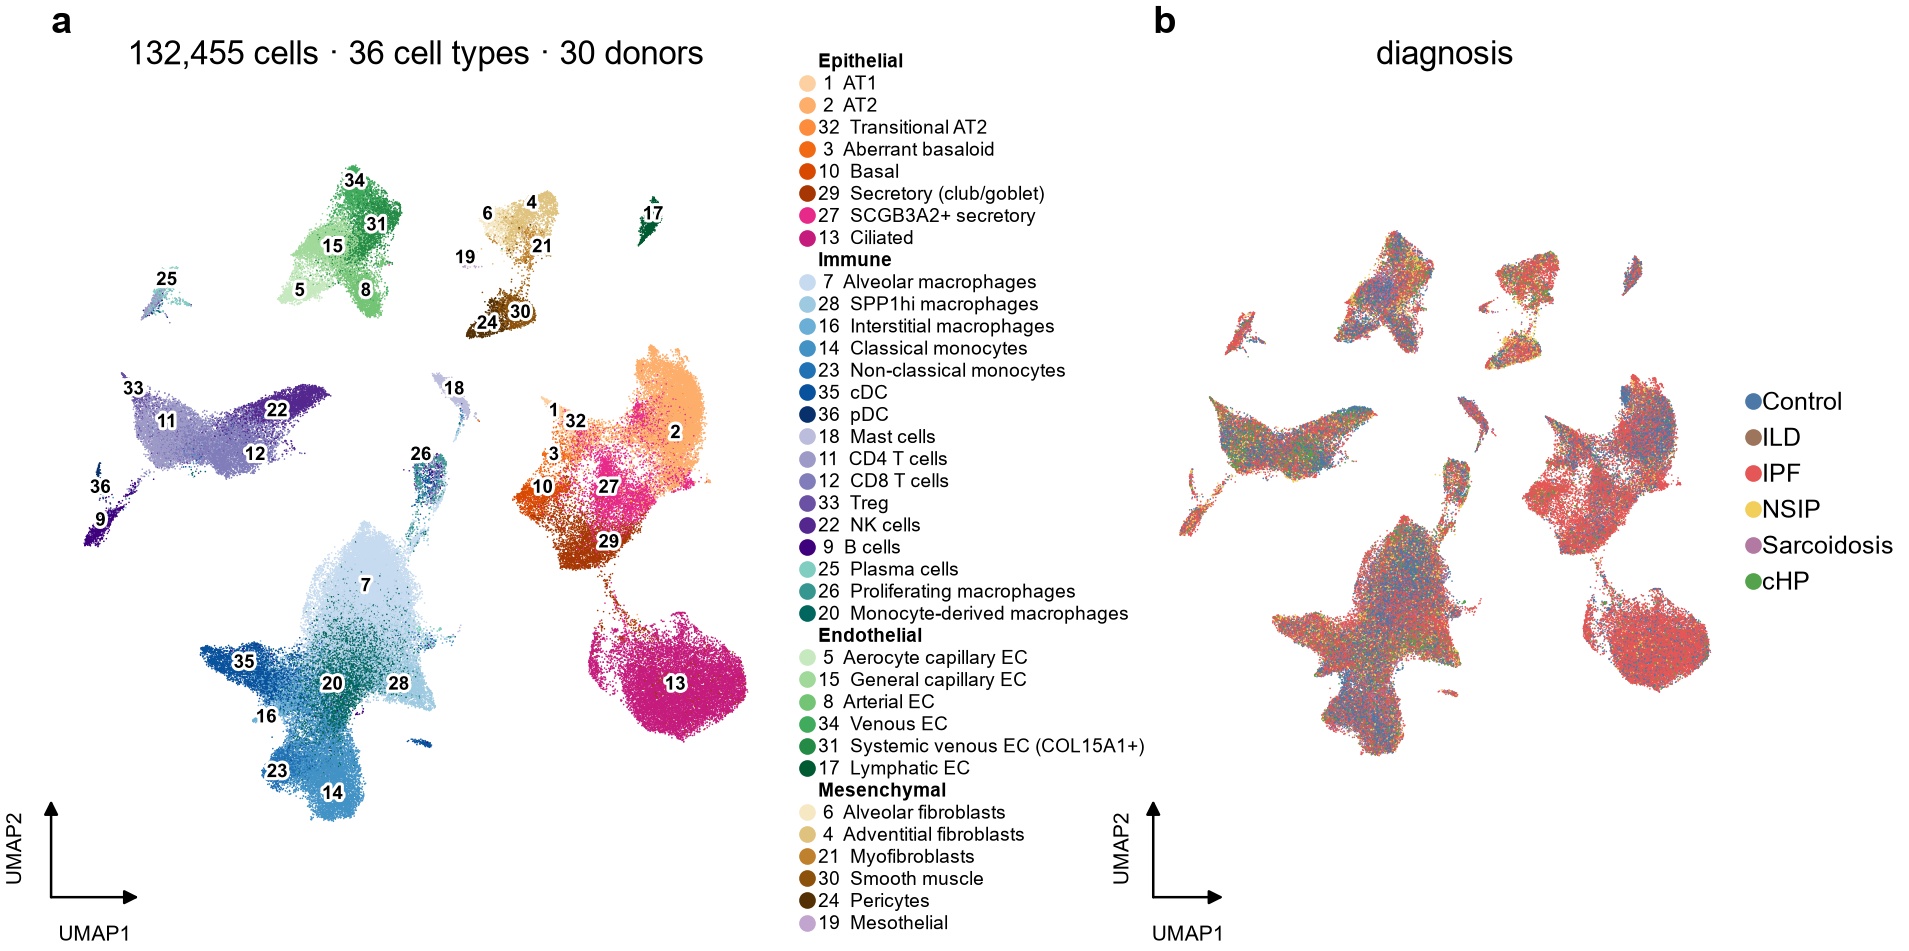 a
132,455 cells · 36 cell types · 30 donors
34
31
15
5
8
25
6
4
21
19
30
24
17
33
11
22
12
36
9
18
26
1
32
2
3
10
27
29
7
35
20
28
16
23
14
13
UMAP2
UMAP1
Epithelial
1 AT1
2 AT2
32 Transitional AT2
3 Aberrant basaloid
10 Basal
29 Secretory (club/goblet)
27 SCGB3A2+ secretory
13 Ciliated
Immune
7 Alveolar macrophages
28 SPP1hi macrophages
16 Interstitial macrophages
14 Classical monocytes
23 Non-classical monocytes
35 cDC
36 pDC
18 Mast cells
11 CD4 T cells
12 CD8 T cells
33 Treg
22 NK cells
9 B cells
25 Plasma cells
26 Proliferating macrophages
20 Monocyte-derived macrophages
Endothelial
5 Aerocyte capillary EC
15 General capillary EC
8 Arterial EC
34 Venous EC
31 Systemic venous EC (COL15A1+)
17 Lymphatic EC
Mesenchymal
6 Alveolar fibroblasts
4 Adventitial fibroblasts
21 Myofibroblasts
30 Smooth muscle
24 Pericytes
19 Mesothelial
b
diagnosis
Control
ILD
IPF
NSIP
Sarcoidosis
cHP
UMAP2
UMAP1